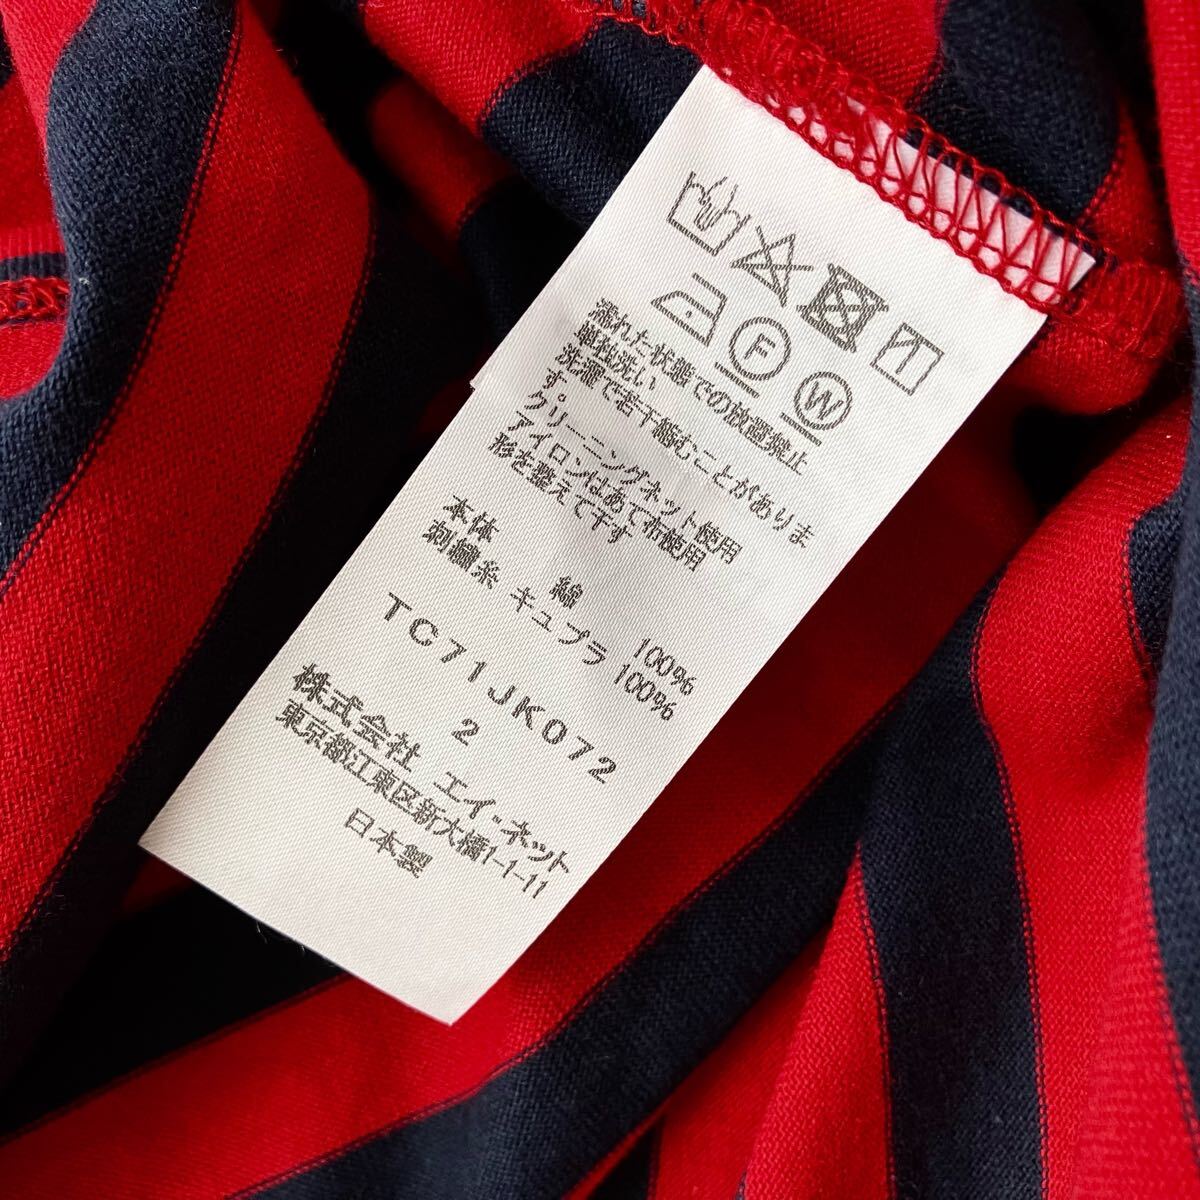 F W
濡れた状態での放置禁止
単独洗い
洗濯で若干縮むことがありま
す。
クリーニングネット使用
アイロンはあて布使用
形を整えて干す
本体 綿 100%
刺繍糸 キュプラ 100%
TC71JK072
2
株式会社 エイ・ネット
東京都江東区新大橋1-1-11
日本製